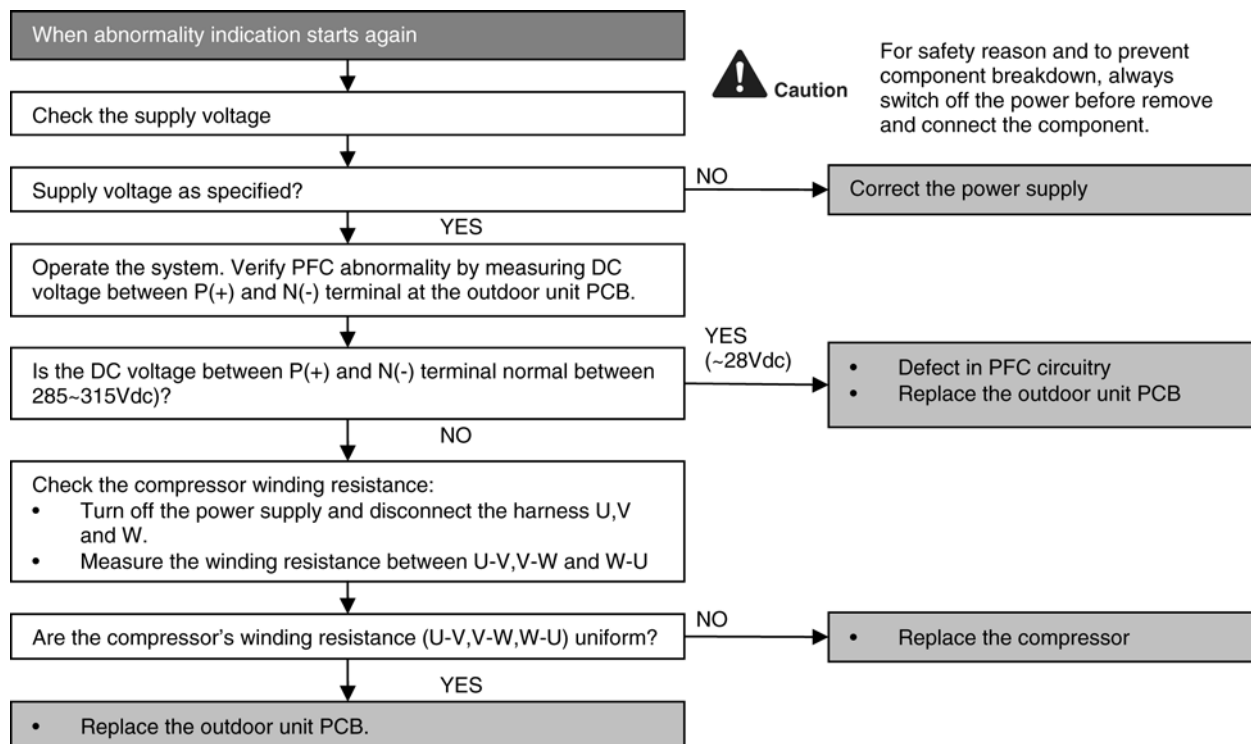 When abnormality indication starts again
Caution
For safety reason and to prevent
component breakdown, always
switch off the power before remove
and connect the component.
Check the supply voltage
Supply voltage as specified?
NO
Correct the power supply
YES
Operate the system. Verify PFC abnormality by measuring DC
voltage between P(+) and N(-) terminal at the outdoor unit PCB.
Is the DC voltage between P(+) and N(-) terminal normal between
285~315Vdc)?
YES
(~28Vdc)
• Defect in PFC circuitry
• Replace the outdoor unit PCB
NO
Check the compressor winding resistance:
• Turn off the power supply and disconnect the harness U,V
and W.
• Measure the winding resistance between U-V,V-W and W-U
Are the compressor's winding resistance (U-V,V-W,W-U) uniform?
NO
• Replace the compressor
YES
• Replace the outdoor unit PCB.